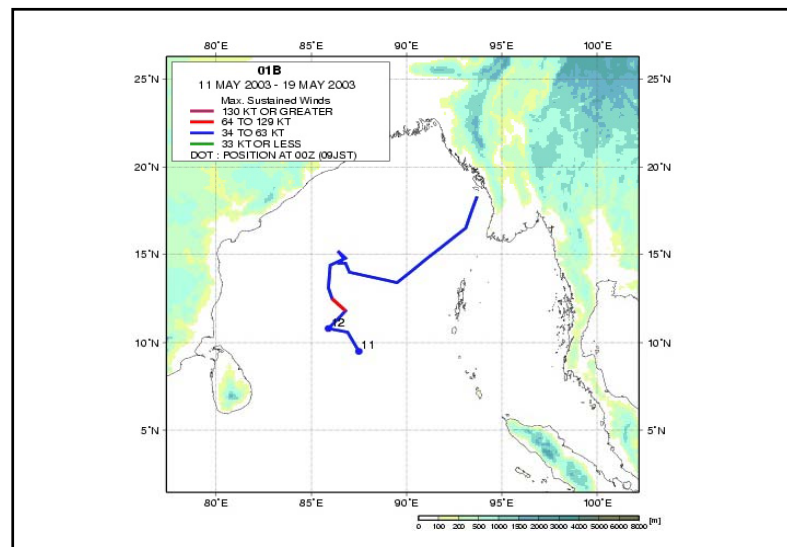 80°E 85°E 90°E 95°E 100°E
01B
11 MAY 2003 - 19 MAY 2003
Max. Sustained Winds
130 KT OR GREATER
64 TO 129 KT
34 TO 63 KT
33 KT OR LESS
DOT : POSITION AT 00Z (09JST)
25°N 25°N
20°N 20°N
15°N 15°N
12
11
10°N 10°N
5°N 5°N
80°E 85°E 90°E 95°E 100°E
[m]
0 100 200 500 1000 1500 2000 3000 4000 5000 6000 8000